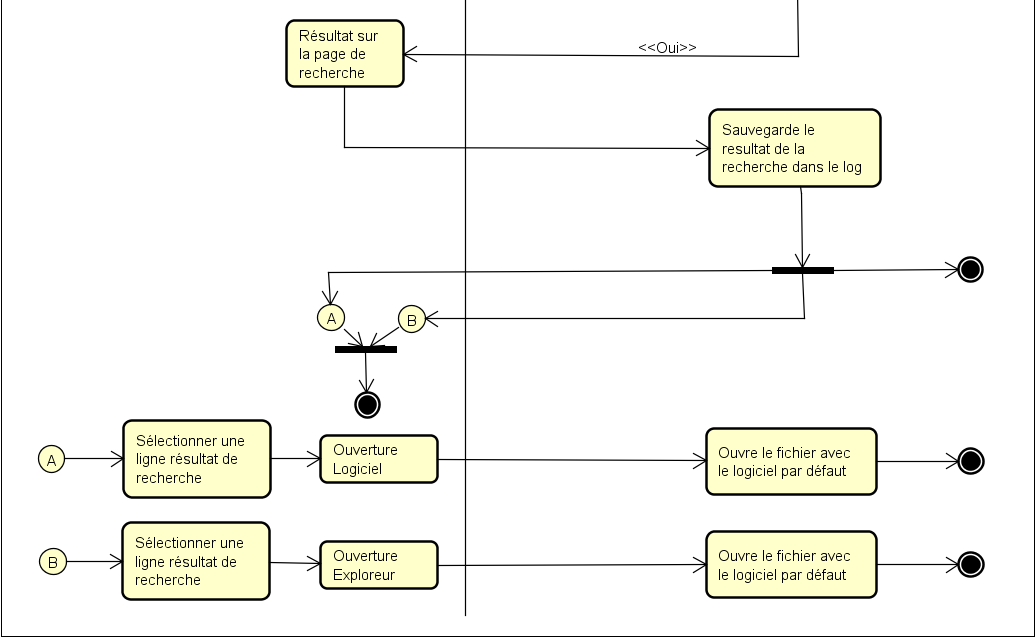 Résultat sur
la page de
recherche
<<Oui>>
Sauvegarde le
resultat de la
recherche dans le log
A
B
A
Sélectionner une
ligne résultat de
recherche
Ouverture
Logiciel
Ouvre le fichier avec
le logiciel par défaut
B
Sélectionner une
ligne résultat de
recherche
Ouverture
Exploreur
Ouvre le fichier avec
le logiciel par défaut